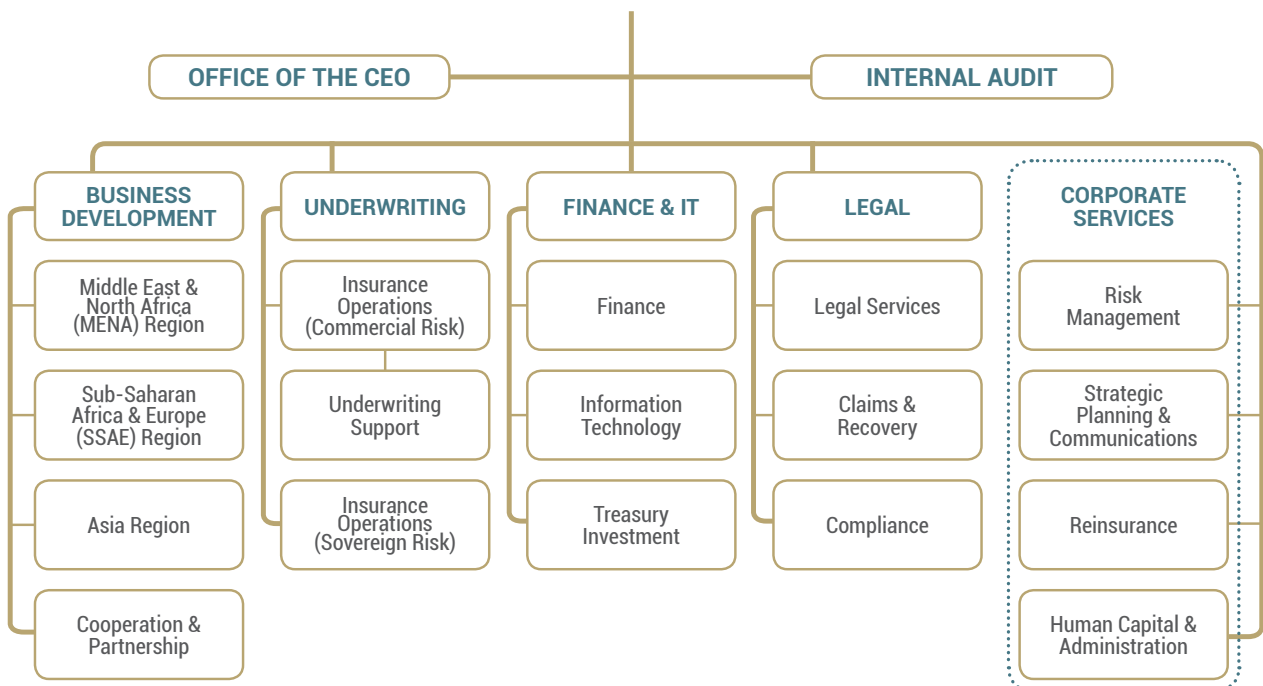 OFFICE OF THE CEO
INTERNAL AUDIT
BUSINESS
DEVELOPMENT
Middle East &
North Africa
(MENA) Region
Sub-Saharan
Africa & Europe
(SSAE) Region
Asia Region
Cooperation &
Partnership
UNDERWRITING
Insurance
Operations
(Commercial Risk)
Underwriting
Support
Insurance
Operations
(Sovereign Risk)
FINANCE & IT
Finance
Information
Technology
Treasury
Investment
LEGAL
Legal Services
Claims &
Recovery
Compliance
CORPORATE
SERVICES
Risk
Management
Strategic
Planning &
Communications
Reinsurance
Human Capital &
Administration